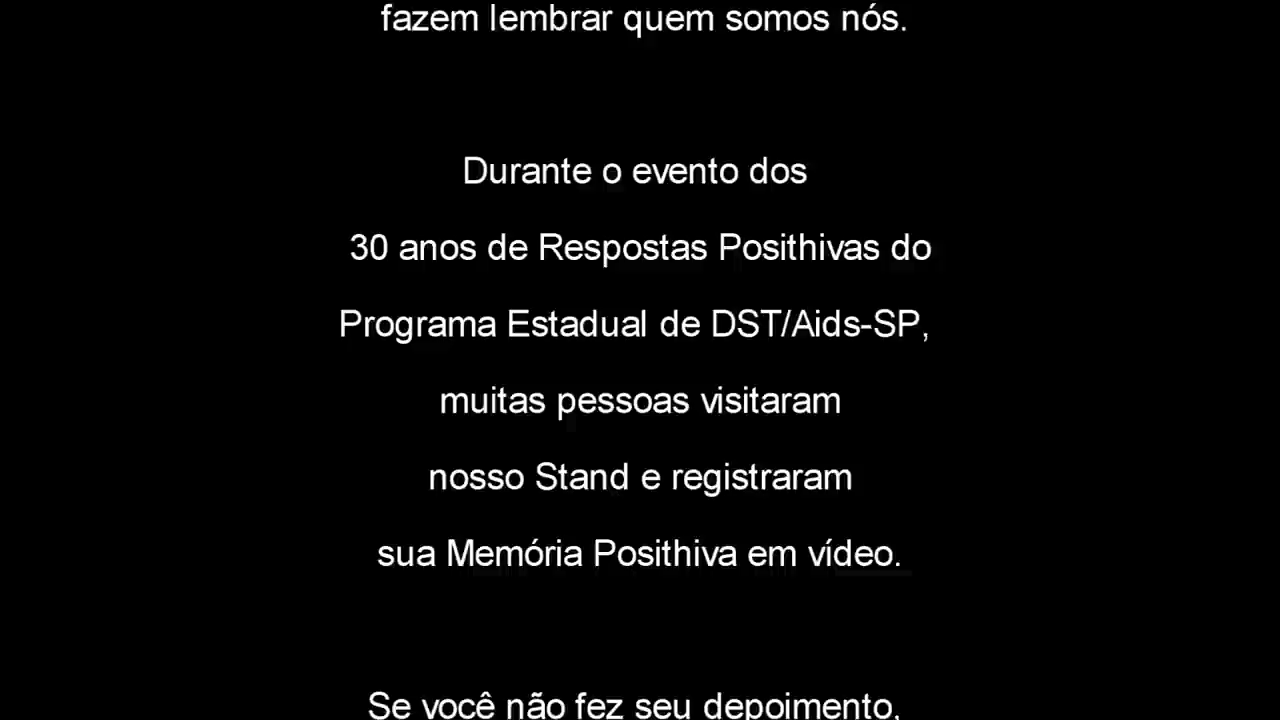 fazem lembrar quem somos nós.
Durante o evento dos
30 anos de Respostas Posithivas do
Programa Estadual de DST/Aids-SP,
muitas pessoas visitaram
nosso Stand e registraram
sua Memória Posithiva em vídeo.
Se você não fez seu depoimento,